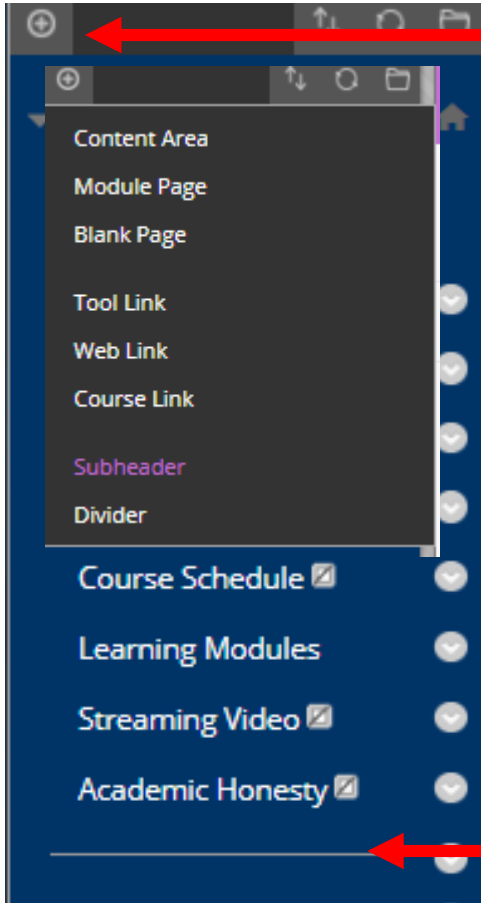 Content Area
Module Page
Blank Page
Tool Link
Web Link
Course Link
Subheader
Divider
Course Schedule
Learning Modules
Streaming Video
Academic Honesty